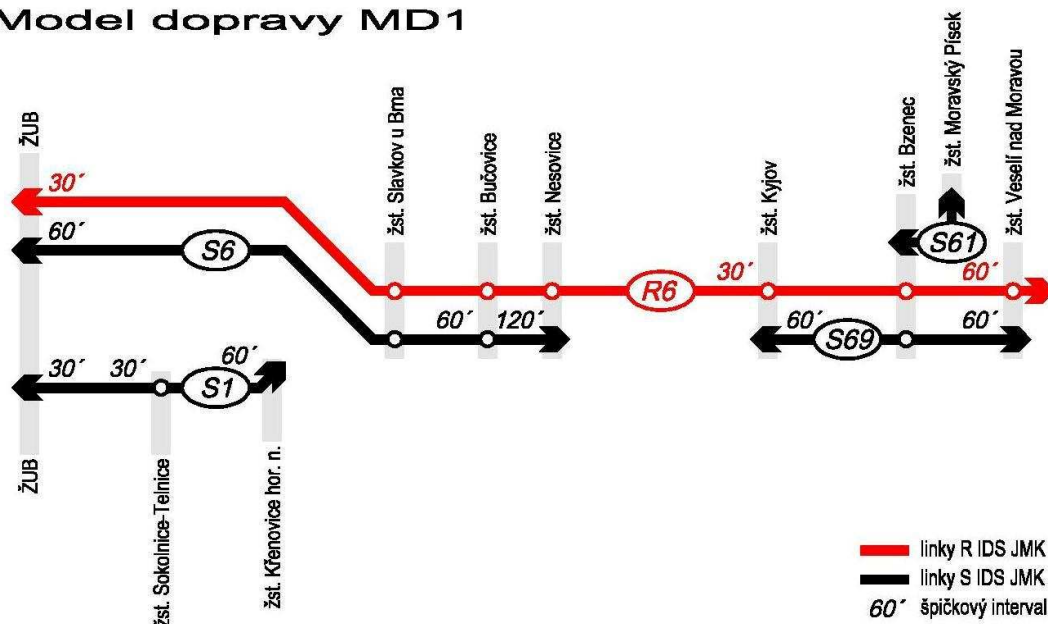 Model dopravy MD1
ŽUB
30´
60´
S6
30´
30´
S1
60´
ŽUB
žst. Sokolnice-Telnice
žst. Křenovice hor. n.
žst. Slavkov u Brna
žst. Bučovice
žst. Nesovice
60´
120´
R6
30´
žst. Kyjov
60´
S69
60´
žst. Bzenec
žst. Moravský Písek
S61
60´
žst. Veselí nad Moravou
linky R IDS JMK
linky S IDS JMK
60´ špičkový interval